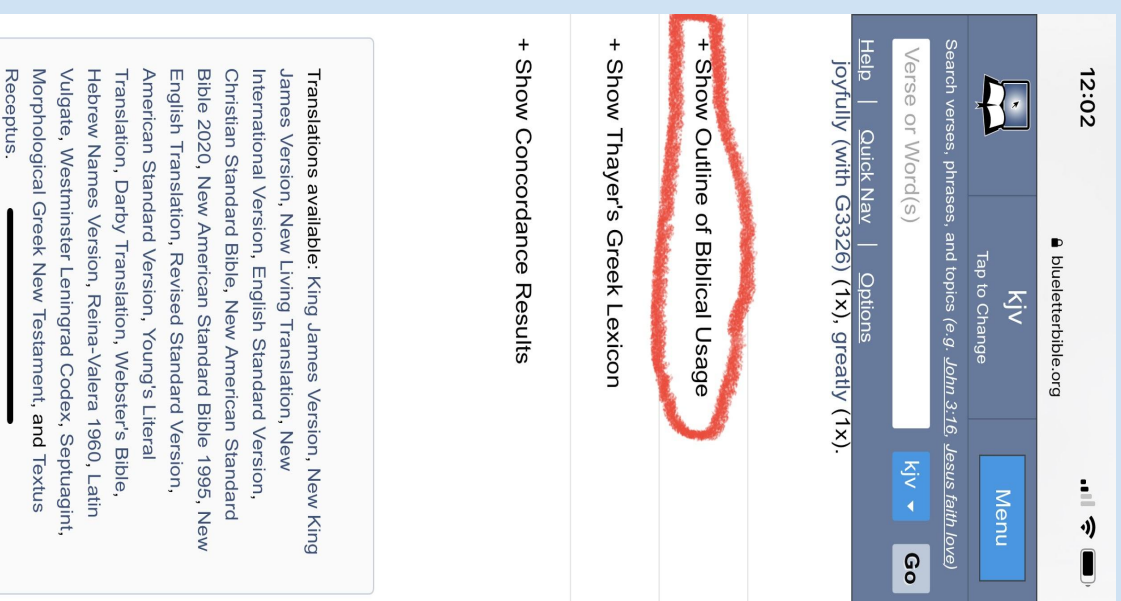 12:02
blueletterbible.org
kjv
Tap to Change
Menu
Search verses, phrases, and topics (e.g. John 3:16, Jesus faith love)
Verse or Word(s)
kjv
Go
Help | Quick Nav | Options
joyfully (with G3326) (1x), greatly (1x).
+ Show Outline of Biblical Usage
+ Show Thayer's Greek Lexicon
+ Show Concordance Results
Translations available: King James Version, New King
James Version, New Living Translation, New
International Version, English Standard Version,
Christian Standard Bible, New American Standard
Bible 2020, New American Standard Bible 1995, New
English Translation, Revised Standard Version,
American Standard Version, Young's Literal
Translation, Darby Translation, Webster's Bible,
Hebrew Names Version, Reina-Valera 1960, Latin
Vulgate, Westminster Leningrad Codex, Septuagint,
Morphological Greek New Testament, and Textus
Receptus.